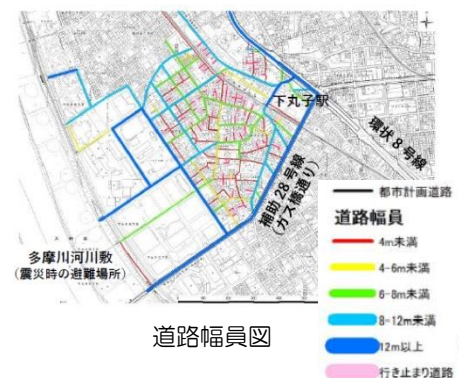 下丸子駅
環状8号線
補助28号線
(ガス橋通り)
多摩川河川敷
(震災時の避難場所)
都市計画道路
道路幅員
4m未満
4-6m未満
6-8m未満
8-12m未満
12m以上
行き止まり道路
道路幅員図